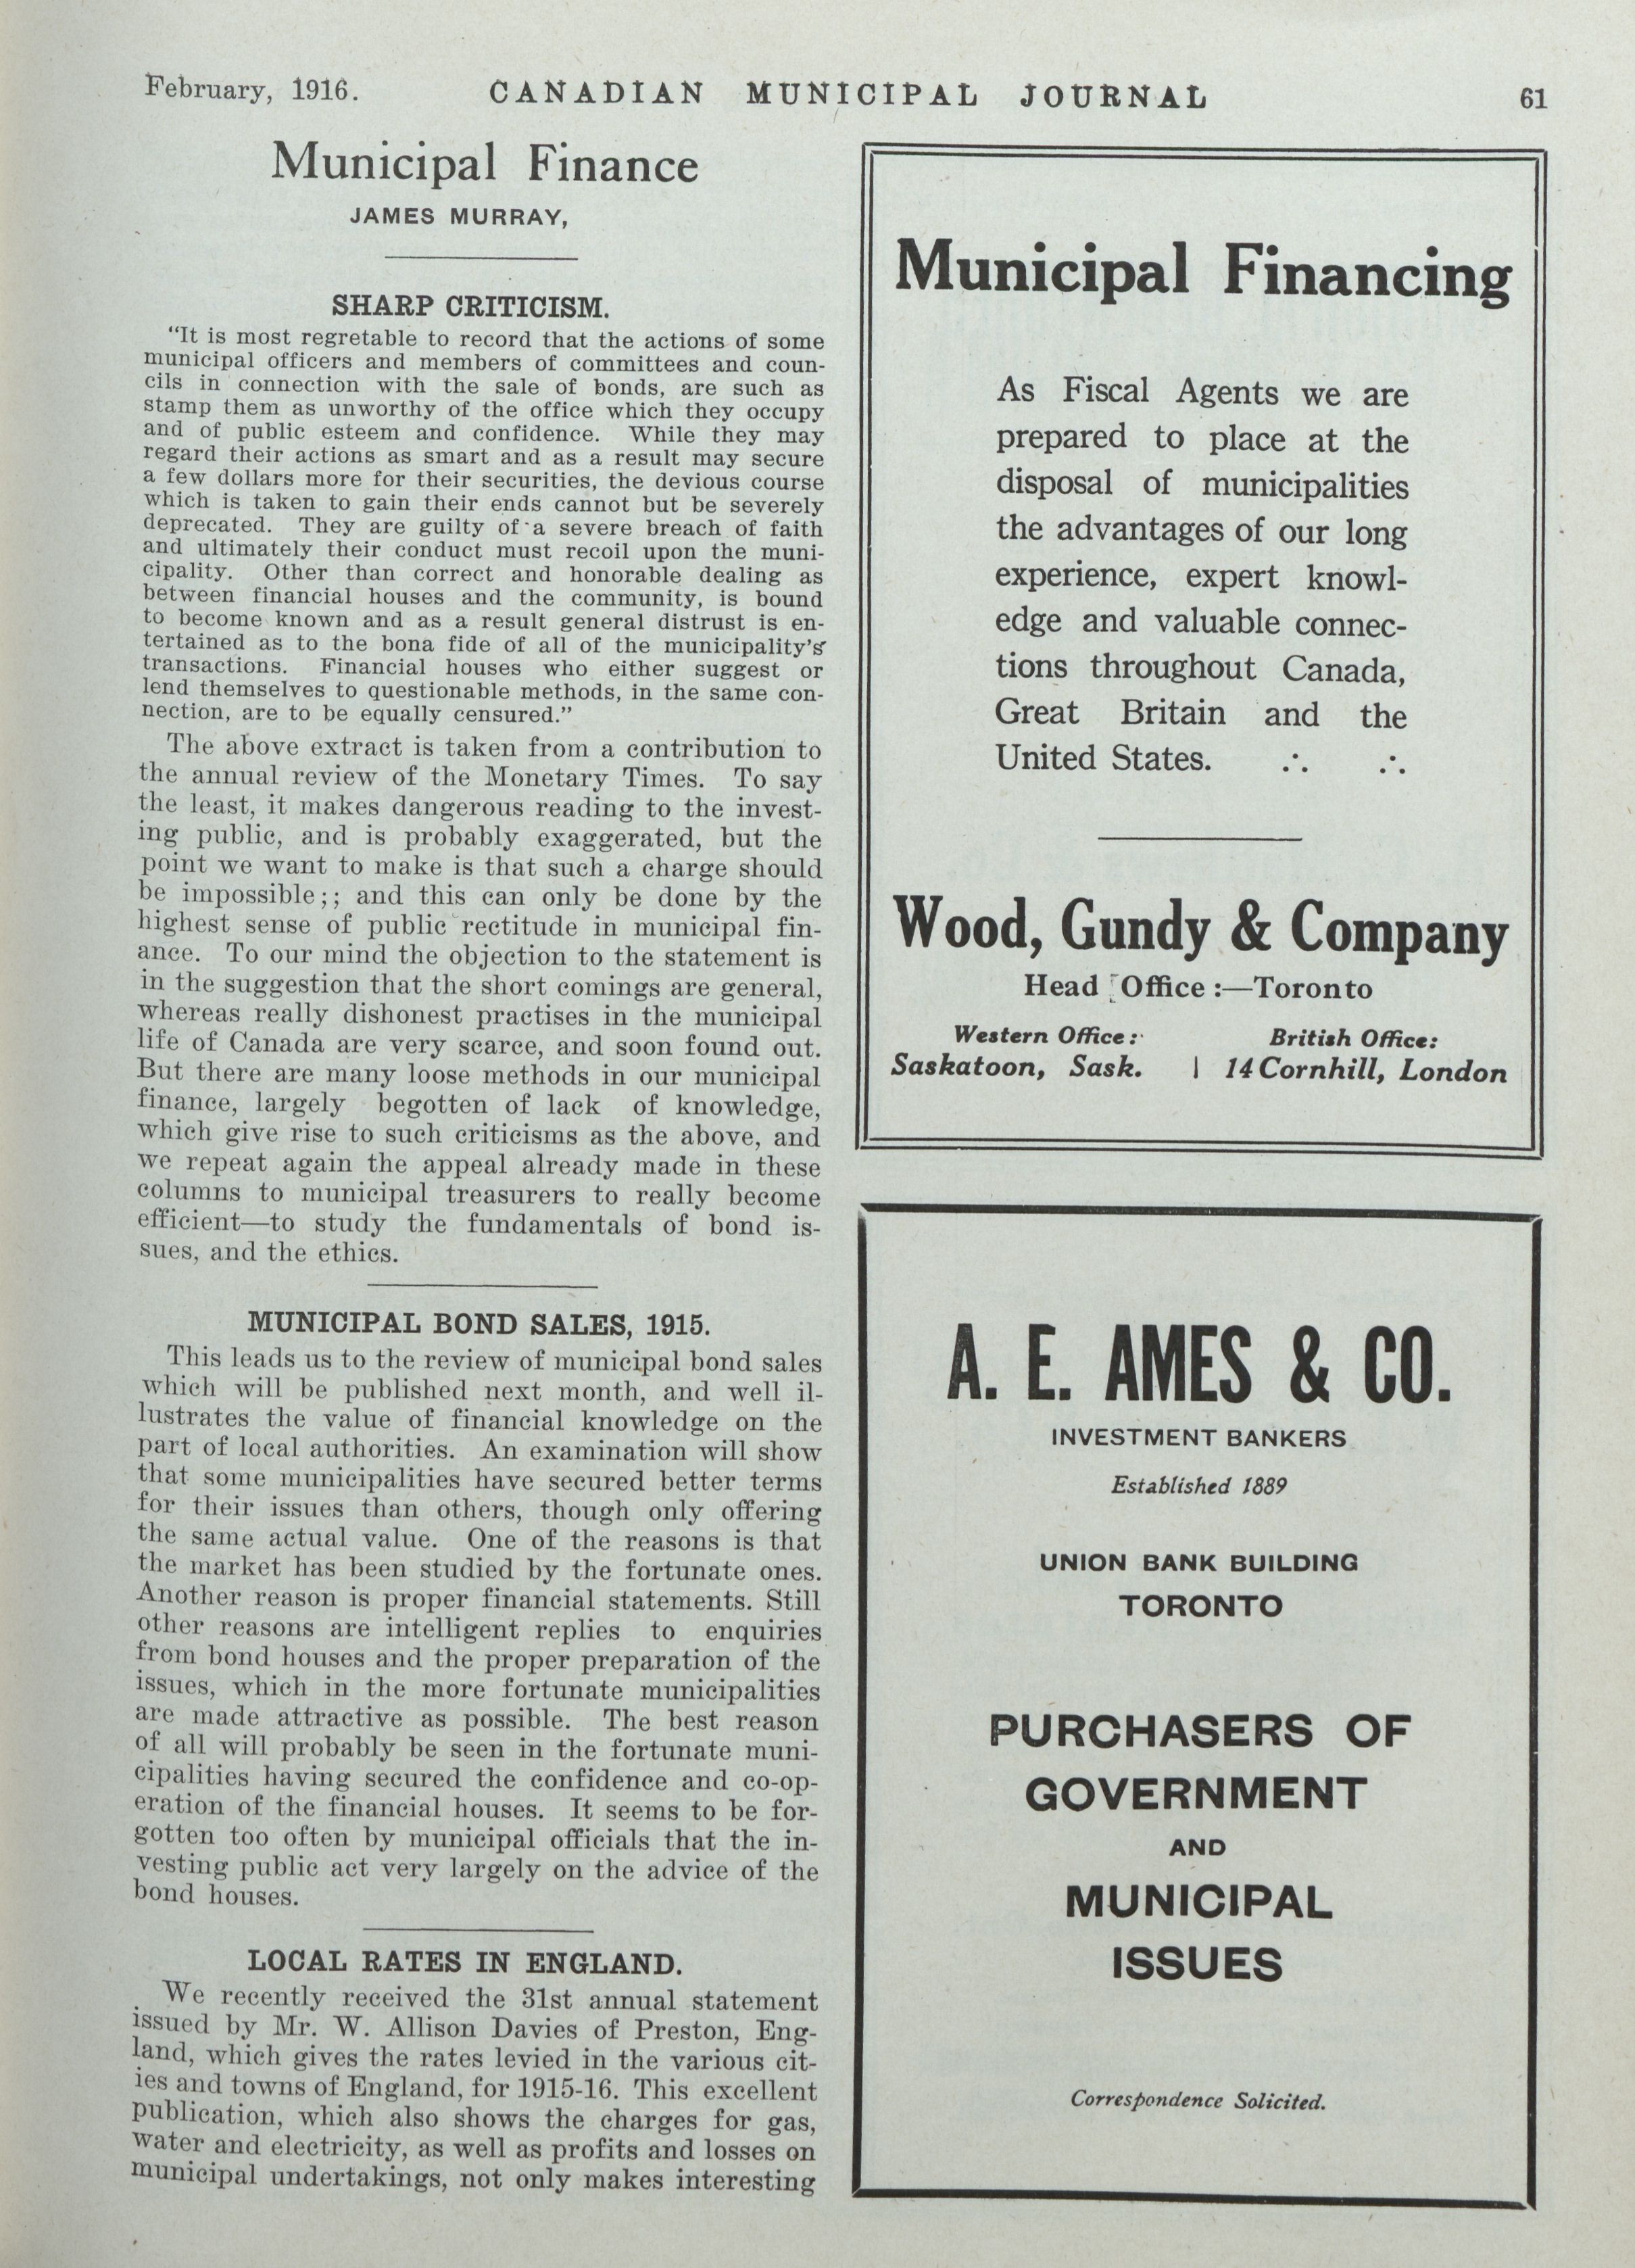 February, 1916.
CANADIAN MUNICIPAL JOURNAL
61
Municipal Finance
JAMES MURRAY,
SHARP CRITICISM.
"It is most regretable to record that the actions of some
municipal officers and members of committees and coun-
cils in connection with the sale of bonds, are such as
stamp them as unworthy of the office which they occupy
and of public esteem and confidence. While they may
regard their actions as smart and as a result may secure
a few dollars more for their securities, the devious course
which is taken to gain their ends cannot but be severely
deprecated. They are guilty of a severe breach of faith
and ultimately their conduct must recoil upon the muni-
cipality. Other than correct and honorable dealing as
between financial houses and the community, is bound
to become known and as a result general distrust is en-
tertained as to the bona fide of all of the municipality's
transactions. Financial houses who either suggest or
lend themselves to questionable methods, in the same con-
nection, are to be equally censured."
The above extract is taken from a contribution to
the annual review of the Monetary Times. To say
the least, it makes dangerous reading to the invest-
ing public, and is probably exaggerated, but the
point we want to make is that such a charge should
be impossible;; and this can only be done by the
highest sense of public rectitude in municipal fin-
ance. To our mind the objection to the statement is
in the suggestion that the short comings are general,
whereas really dishonest practises in the municipal
life of Canada are very scarce, and soon found out.
But there are many loose methods in our municipal
finance, largely begotten of lack of knowledge,
which give rise to such criticisms as the above, and
we repeat again the appeal already made in these
columns to municipal treasurers to really become
efficient—to study the fundamentals of bond is-
sues, and the ethics.
MUNICIPAL BOND SALES, 1915.
This leads us to the review of municipal bond sales
which will be published next month, and well il-
lustrates the value of financial knowledge on the
part of local authorities. An examination will show
that some municipalities have secured better terms
for their issues than others, though only offering
the same actual value. One of the reasons is that
the market has been studied by the fortunate ones.
Another reason is proper financial statements. Still
other reasons are intelligent replies to enquiries
from bond houses and the proper preparation of the
issues, which in the more fortunate municipalities
are made attractive as possible. The best reason
of all will probably be seen in the fortunate muni-
cipalities having secured the confidence and co-op-
eration of the financial houses. It seems to be for-
gotten too often by municipal officials that the in-
vesting public act very largely on the advice of the
bond houses.
LOCAL RATES IN ENGLAND.
We recently received the 31st annual statement
issued by Mr. W. Allison Davies of Preston, Eng-
land, which gives the rates levied in the various cit-
ies and towns of England, for 1915-16. This excellent
publication, which also shows the charges for gas,
water and electricity, as well as profits and losses on
municipal undertakings, not only makes interesting
Municipal Financing
As Fiscal Agents we are
prepared to place at the
disposal of municipalities
the advantages of our long
experience, expert knowl-
edge and valuable connec-
tions throughout Canada,
Great Britain and the
United States. ∴ ∴
Wood, Gundy & Company
Head Office :—Toronto
Western Office:
Saskatoon, Sask.
British Office:
14 Cornhill, London
A. E. AMES & CO.
INVESTMENT BANKERS
Established 1889
UNION BANK BUILDING
TORONTO
PURCHASERS OF
GOVERNMENT
AND
MUNICIPAL
ISSUES
Correspondence Solicited.